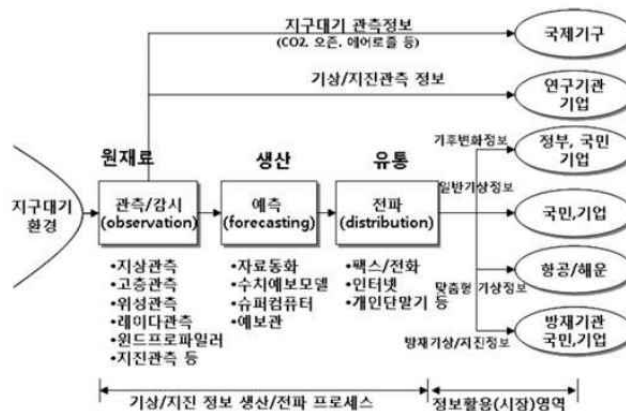 지구대기 관측정보
(CO2, 오존, 에어로졸 등)
국제기구
기상/지진관측 정보
연구기관
기업
원재료
생산
유통
기후변화정보
정부, 국민
기업
지구대기
환경
관측/감시
(observation)
예측
(forecasting)
전파
(distribution)
일반기상정보
국민,기업
•지상관측
•고층관측
•위성관측
•레이다관측
•윈드프로파일러
•지진관측 등
•자료동화
•수치예보모델
•슈퍼컴퓨터
•예보관
•팩스/전화
•인터넷
•개인단말기 등
맞춤형 기상정보
항공/해운
방재기상/지진정보
방재기관
국민,기업
기상/지진 정보 생산/전파 프로세스
정보활용(시장)영역